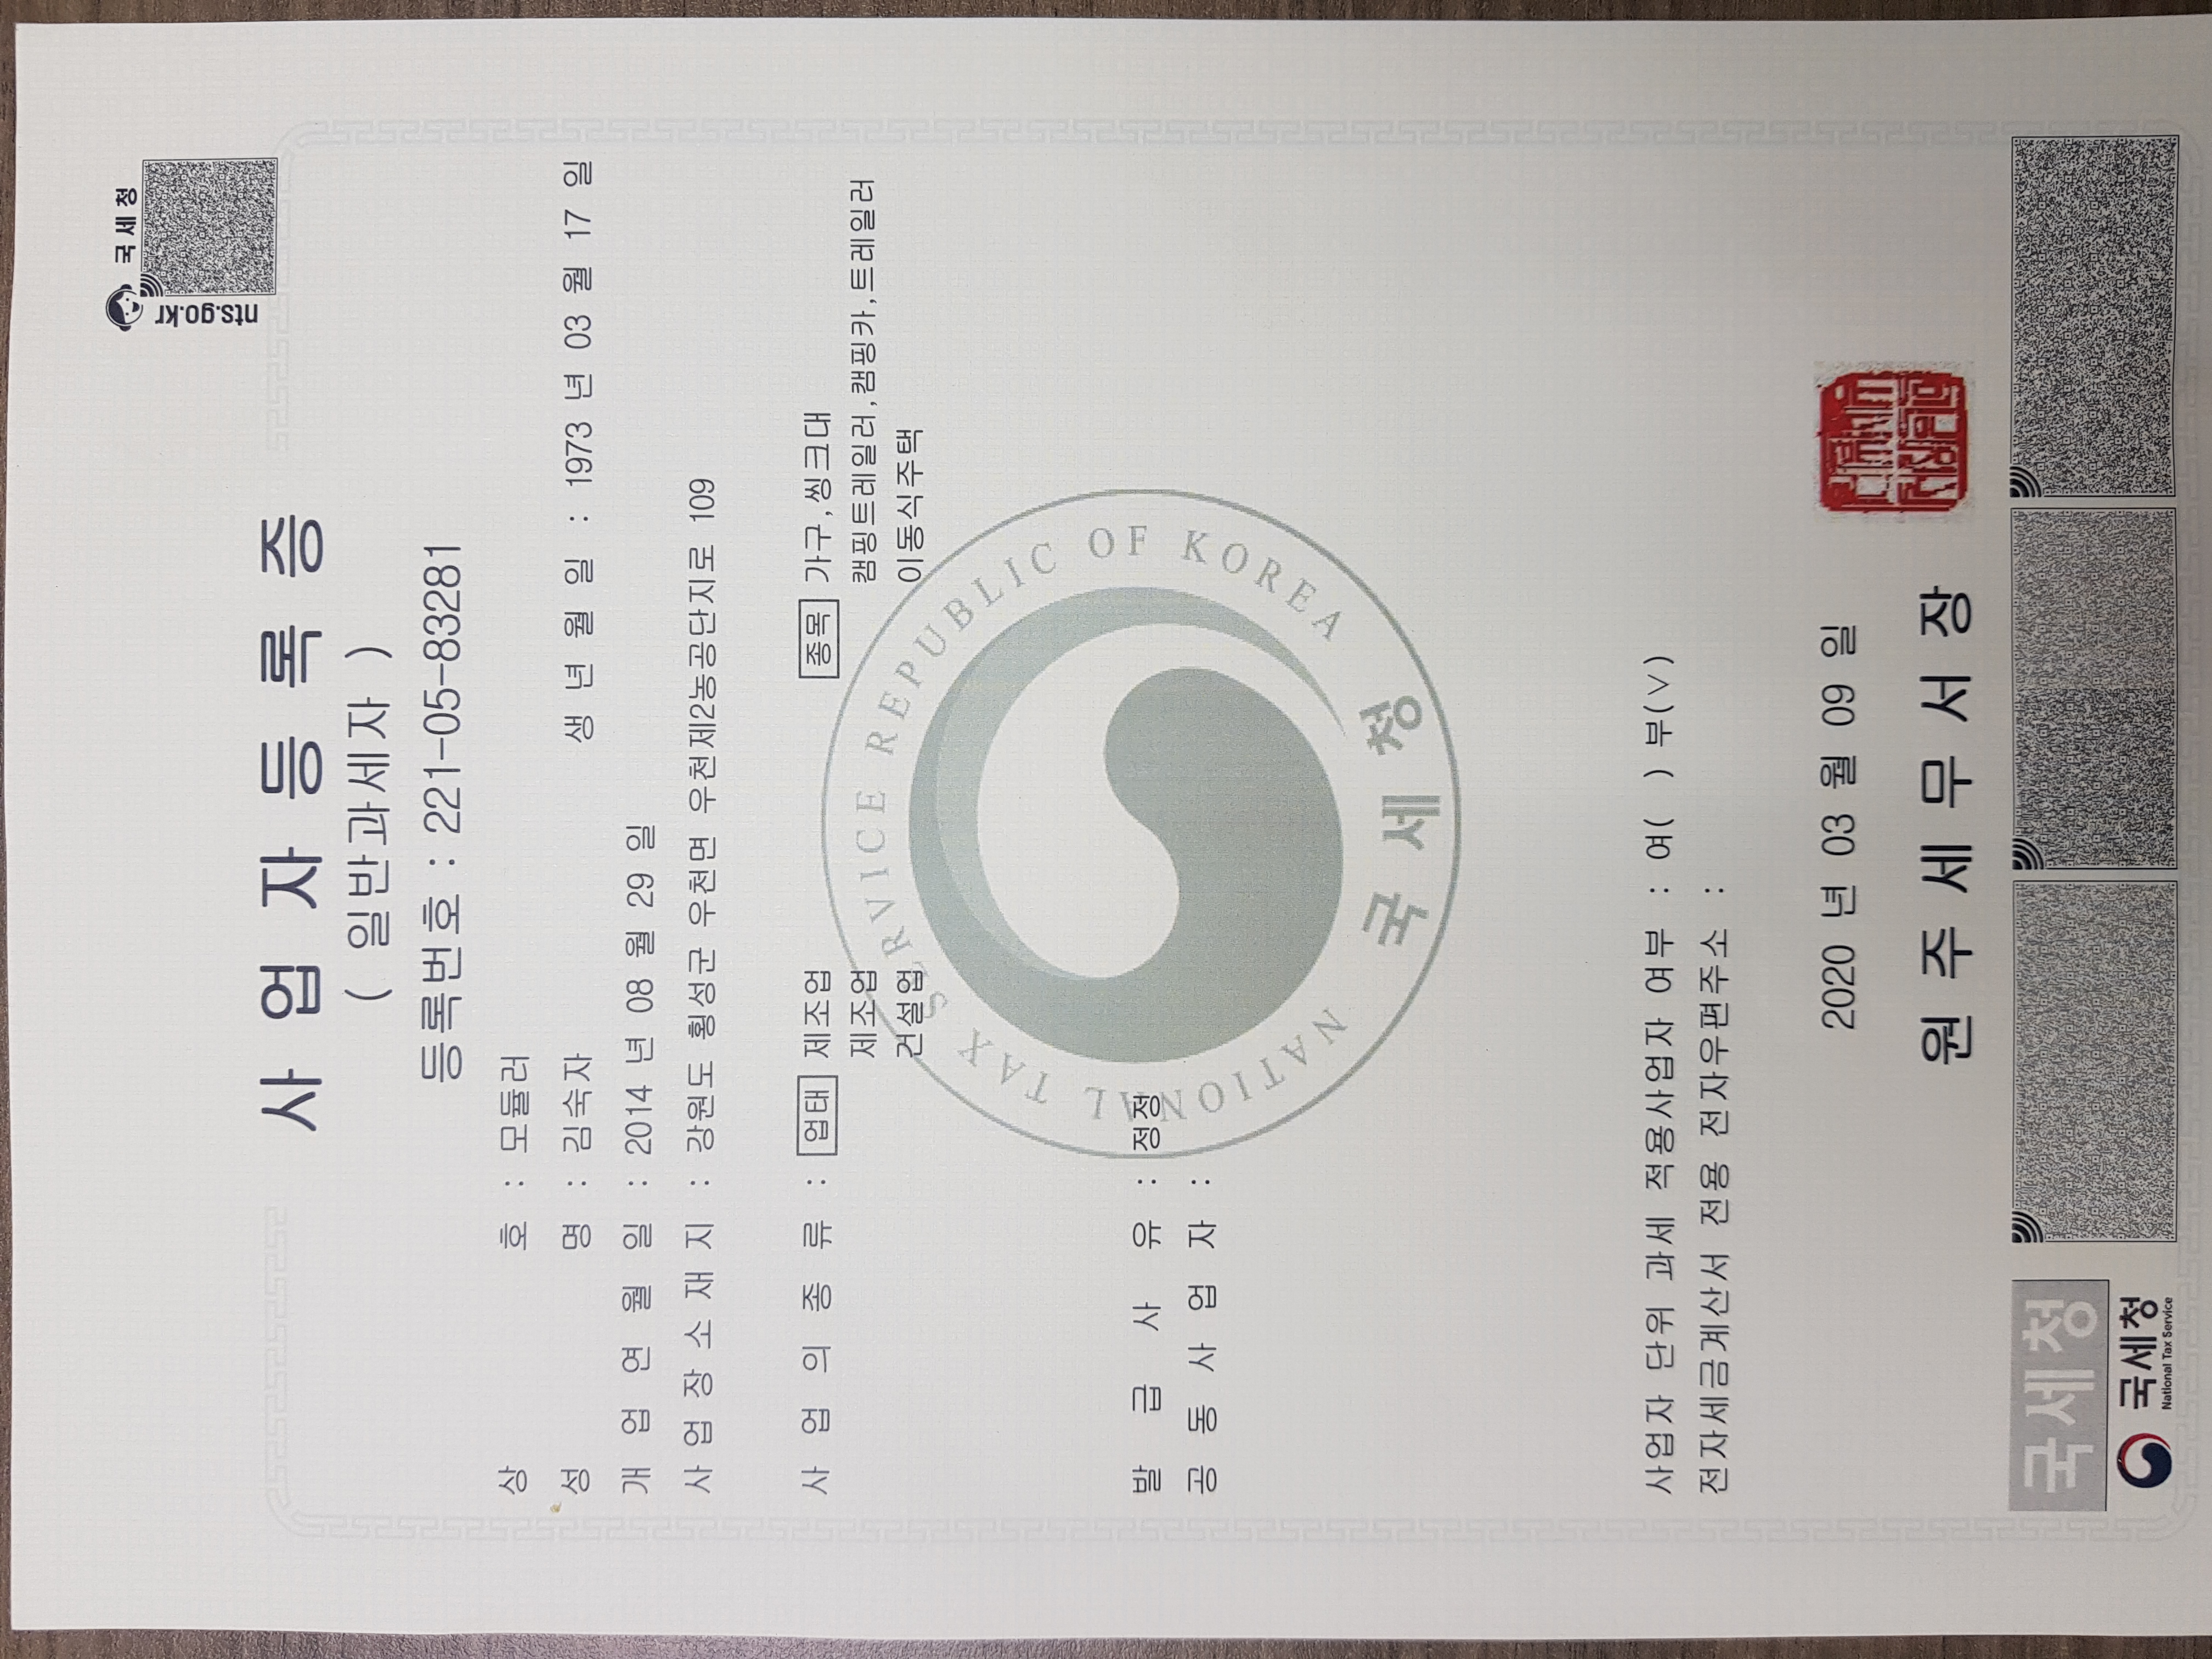 국세청
nts.go.kr
사업자등록증
( 일반과세자 )
등록번호 : 221-05-83281
상 호 : 모듈러
성 명 : 김숙자 생 년 월 일 : 1973 년 03 월 17 일
개 업 연 월 일 : 2014 년 08 월 29 일
사 업 장 소 재 지 : 강원도 횡성군 우천면 우천제2농공단지로 109
사 업 의 종 류 : 업태 제조업 종목 가구,씽크대
제조업 캠핑트레일러,캠핑카,트레일러
건설업 이동식주택
NATIONAL TAX SERVICE REPUBLIC OF KOREA
국세청
발 급 사 유 : 정정
공 동 사 업 자 :
사업자 단위 과세 적용사업자 여부 : 여( ) 부(∨)
전자세금계산서 전용 전자우편주소 :
2020 년 03 월 09 일
원 주 세 무 서 장
국세청
국세청
National Tax Service